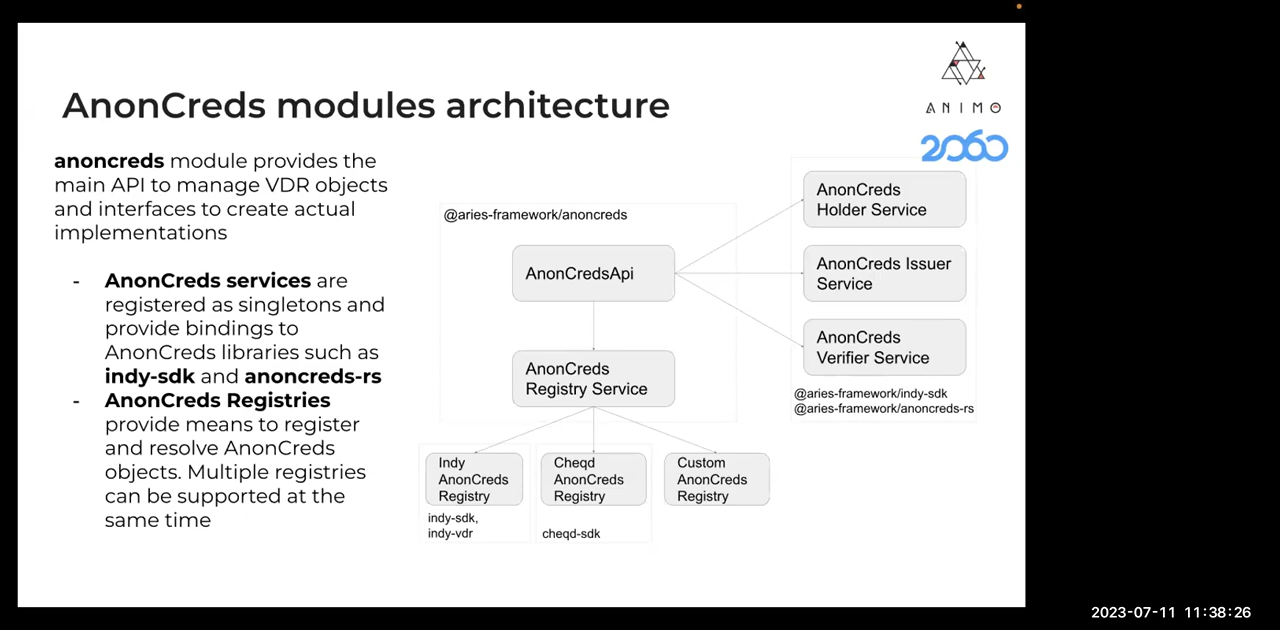 AnonCreds modules architecture
ANIMO
2060
anoncreds module provides the
main API to manage VDR objects
and interfaces to create actual
implementations
- AnonCreds services are
registered as singletons and
provide bindings to
AnonCreds libraries such as
indy-sdk and anoncreds-rs
- AnonCreds Registries
provide means to register
and resolve AnonCreds
objects. Multiple registries
can be supported at the
same time
@aries-framework/anoncreds
AnonCredsApi
AnonCreds
Registry Service
Indy
AnonCreds
Registry
indy-sdk,
indy-vdr
Cheqd
AnonCreds
Registry
cheqd-sdk
Custom
AnonCreds
Registry
AnonCreds
Holder Service
AnonCreds Issuer
Service
AnonCreds
Verifier Service
@aries-framework/indy-sdk
@aries-framework/anoncreds-rs
2023-07-11 11:38:26